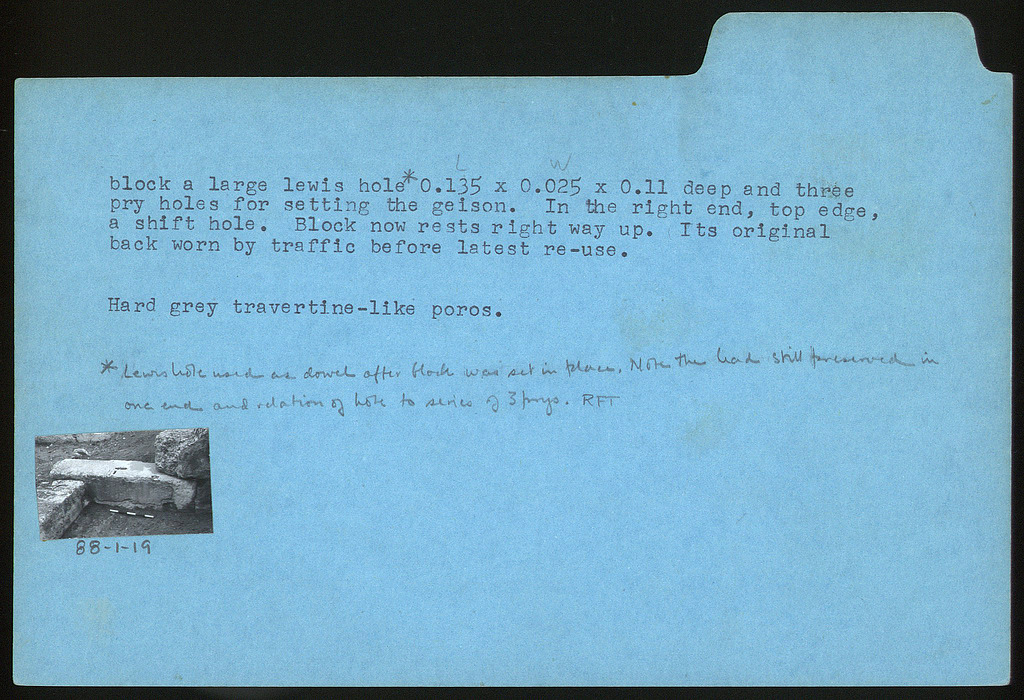 L W
block a large lewis hole* 0.135 x 0.025 x 0.11 deep and three
pry holes for setting the geison. In the right end, top edge,
a shift hole. Block now rests right way up. Its original
back worn by traffic before latest re-use.
Hard grey travertine-like poros.
* Lewis hole used as dowel after block was set in place. Note the lead still preserved in
one end and relation of hole to series of 3 prys. RFT
88-1-19